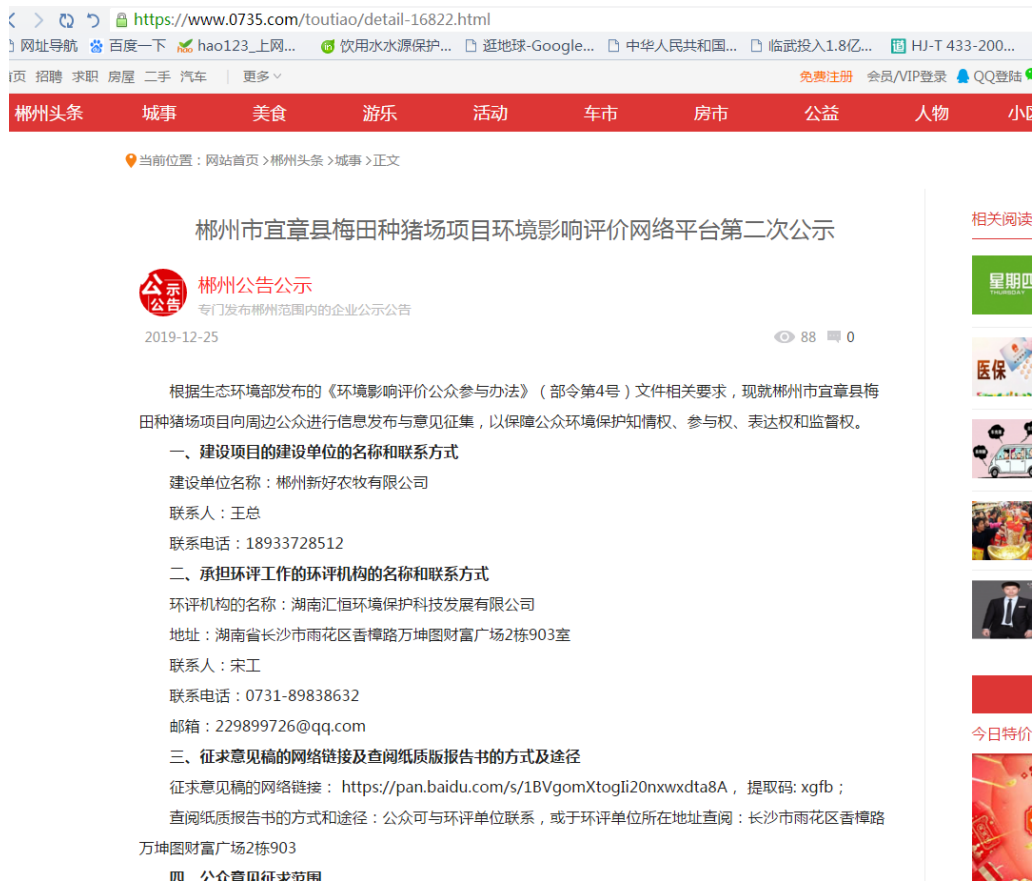 https://www.0735.com/toutiao/detail-16822.html
网址导航 百度一下 hao123_上网... 饮用水水源保护... 逛地球-Google... 中华人民共和国... 临武投入1.8亿... HJ-T 433-200...
页 招聘 求职 房屋 二手 汽车 更多 免费注册 会员/VIP登录 QQ登陆
郴州头条 城事 美食 游乐 活动 车市 房市 公益 人物 小
当前位置：网站首页 >郴州头条 >城事 >正文
郴州市宜章县梅田种猪场项目环境影响评价网络平台第二次公示
相关阅读
公示公告
郴州公告公示
专门发布郴州范围内的企业公示公告
星期四
THURSDAY
2019-12-25 88 0
医保
根据生态环境部发布的《环境影响评价公众参与办法》（部令第4号）文件相关要求，现就郴州市宜章县梅
田种猪场项目向周边公众进行信息发布与意见征集，以保障公众环境保护知情权、参与权、表达权和监督权。
一、建设项目的建设单位的名称和联系方式
建设单位名称：郴州新好农牧有限公司
联系人：王总
联系电话：18933728512
二、承担环评工作的环评机构的名称和联系方式
环评机构的名称：湖南汇恒环境保护科技发展有限公司
地址：湖南省长沙市雨花区香樟路万坤图财富广场2栋903室
联系人：宋工
联系电话：0731-89838632
邮箱：229899726@qq.com
今日特价
三、征求意见稿的网络链接及查阅纸质版报告书的方式及途径
征求意见稿的网络链接： https://pan.baidu.com/s/1BVgomXtogIi20nxwxdta8A， 提取码: xgfb；
查阅纸质报告书的方式和途径：公众可与环评单位联系，或于环评单位所在地址查阅：长沙市雨花区香樟路
万坤图财富广场2栋903
四、公众意见征求范围